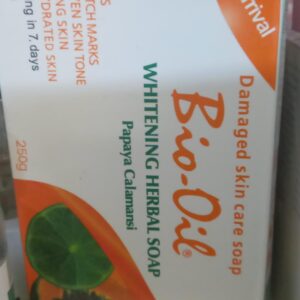 rrival
Damaged skin care soap
Bio-Oil®
WHITENING HERBAL SOAP
Papaya Calamansi
TCH MARKS
EN SKIN TONE
NG SKIN
YDRATED SKIN
ng in 7. days
250g